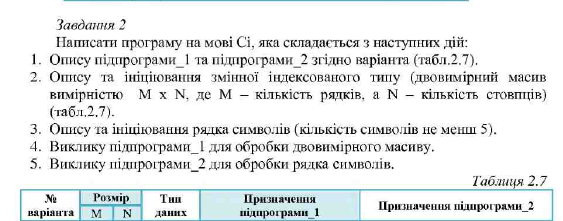 Завдання 2
Написати програму на мові Сі, яка складається з наступних дій:
1. Опису підпрограми_1 та підпрограми_2 згідно варіанта (табл.2.7).
2. Опису та ініціювання змінної індексованого типу (двовимірний масив
вимірністю M x N, де M – кількість рядків, а N – кількість стовпців)
(табл.2.7).
3. Опису та ініціювання рядка символів (кількість символів не менш 5).
4. Виклику підпрограми_1 для обробки двовимірного масиву.
5. Виклику підпрограми_2 для обробки рядка символів.
Таблиця 2.7
№ варіанта Розмір M N Тип даних Призначення підпрограми_1 Призначення підпрограми_2